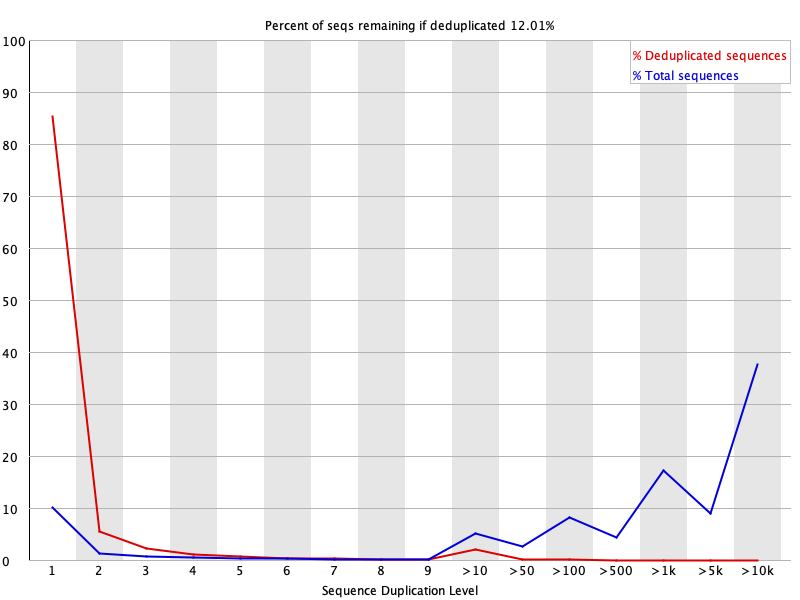 Percent of seqs remaining if deduplicated 12.01%
% Deduplicated sequences
% Total sequences
100
90
80
70
60
50
40
30
20
10
0
1 2 3 4 5 6 7 8 9 >10 >50 >100 >500 >1k >5k >10k
Sequence Duplication Level